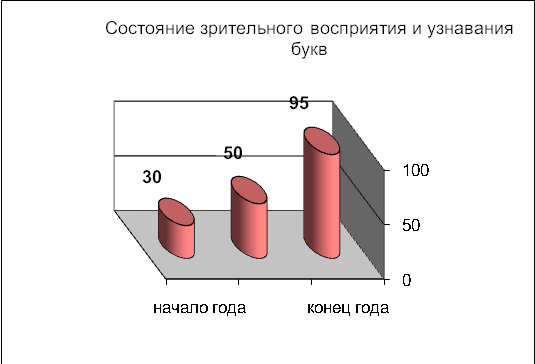 Состояние зрительного восприятия и узнавания
букв
95
50
30
100
50
0
начало года конец года